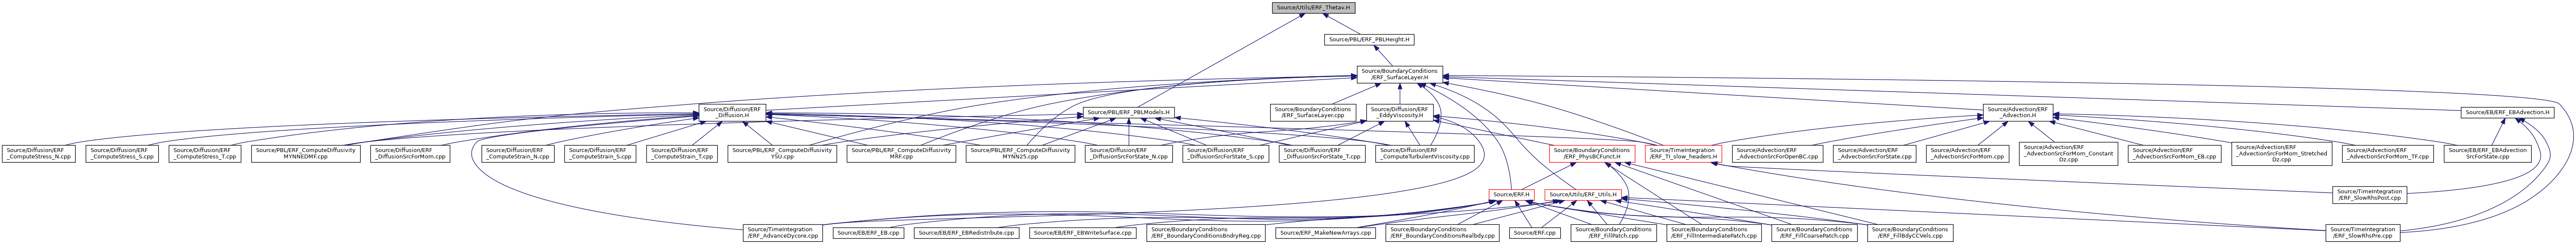 Source/Utils/ERF_Thetav.H
Source/PBL/ERF_PBLHeight.H
Source/BoundaryConditions
/ERF_SurfaceLayer.H
Source/Diffusion/ERF
_Diffusion.H
Source/PBL/ERF_PBLModels.H
Source/BoundaryConditions
/ERF_SurfaceLayer.cpp
Source/Diffusion/ERF
_EddyViscosity.H
Source/Advection/ERF
_Advection.H
Source/EB/ERF_EBAdvection.H
Source/Diffusion/ERF
_ComputeStress_N.cpp
Source/Diffusion/ERF
_ComputeStress_S.cpp
Source/Diffusion/ERF
_ComputeStress_T.cpp
Source/PBL/ERF_ComputeDiffusivity
MYNNEDMF.cpp
Source/Diffusion/ERF
_DiffusionSrcForMom.cpp
Source/Diffusion/ERF
_ComputeStrain_N.cpp
Source/Diffusion/ERF
_ComputeStrain_S.cpp
Source/Diffusion/ERF
_ComputeStrain_T.cpp
Source/PBL/ERF_ComputeDiffusivity
YSU.cpp
Source/PBL/ERF_ComputeDiffusivity
MRF.cpp
Source/PBL/ERF_ComputeDiffusivity
MYNN25.cpp
Source/Diffusion/ERF
_DiffusionSrcForState_N.cpp
Source/Diffusion/ERF
_DiffusionSrcForState_S.cpp
Source/Diffusion/ERF
_DiffusionSrcForState_T.cpp
Source/Diffusion/ERF
_ComputeTurbulentViscosity.cpp
Source/BoundaryConditions
/ERF_PhysBCFunct.H
Source/TimeIntegration
/ERF_TI_slow_headers.H
Source/Advection/ERF
_AdvectionSrcForOpenBC.cpp
Source/Advection/ERF
_AdvectionSrcForState.cpp
Source/Advection/ERF
_AdvectionSrcForMom.cpp
Source/Advection/ERF
_AdvectionSrcForMom_Constant
Dz.cpp
Source/Advection/ERF
_AdvectionSrcForMom_EB.cpp
Source/Advection/ERF
_AdvectionSrcForMom_Stretched
Dz.cpp
Source/Advection/ERF
_AdvectionSrcForMom_TF.cpp
Source/EB/ERF_EBAdvection
SrcForState.cpp
Source/ERF.H
Source/Utils/ERF_Utils.H
Source/TimeIntegration
/ERF_SlowRhsPost.cpp
Source/TimeIntegration
/ERF_AdvanceDycore.cpp
Source/EB/ERF_EB.cpp
Source/EB/ERF_EBRedistribute.cpp
Source/EB/ERF_EBWriteSurface.cpp
Source/BoundaryConditions
/ERF_BoundaryConditionsBndryReg.cpp
Source/ERF_MakeNewArrays.cpp
Source/BoundaryConditions
/ERF_BoundaryConditionsRealbdy.cpp
Source/ERF.cpp
Source/BoundaryConditions
/ERF_FillPatch.cpp
Source/BoundaryConditions
/ERF_FillIntermediatePatch.cpp
Source/BoundaryConditions
/ERF_FillCoarsePatch.cpp
Source/BoundaryConditions
/ERF_FillBdyCCVels.cpp
Source/TimeIntegration
/ERF_SlowRhsPre.cpp